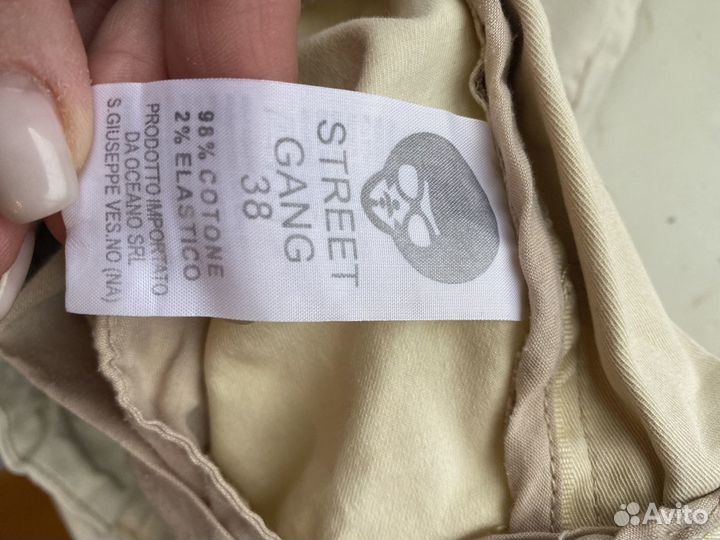 STREET
GANG
38
98% COTONE
2% ELASTICO
PRODOTTO IMPORTATO
DA OCEANO SRL
S.GIUSEPPE VES.NO (NA)
Avito